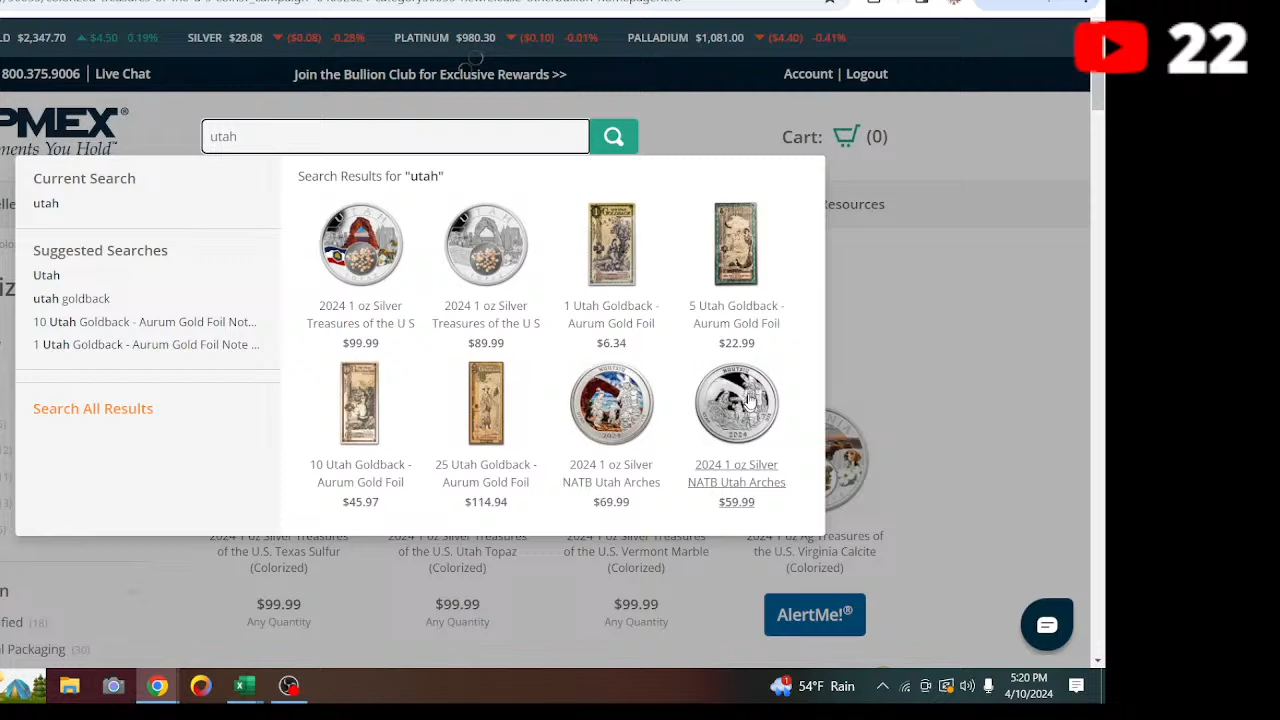 $2,347.70 $4.50 0.19% SILVER $28.08 ($0.08) -0.28% PLATINUM $980.30 ($0.10) -0.01% PALLADIUM $1,081.00 ($4.40) -0.41%
22
800.375.9006 Live Chat Join the Bullion Club for Exclusive Rewards >> Account Logout
PMEX®
ments You Hold™
utah
Cart: (0)
Current Search
utah
Suggested Searches
Utah
utah goldback
10 Utah Goldback - Aurum Gold Foil Not...
1 Utah Goldback - Aurum Gold Foil Note ...
Search All Results
Search Results for "utah"
2024 1 oz Silver
Treasures of the U S
$99.99
2024 1 oz Silver
Treasures of the U S
$89.99
1 Utah Goldback -
Aurum Gold Foil
$6.34
5 Utah Goldback -
Aurum Gold Foil
$22.99
10 Utah Goldback -
Aurum Gold Foil
$45.97
25 Utah Goldback -
Aurum Gold Foil
$114.94
2024 1 oz Silver
NATB Utah Arches
$69.99
2024 1 oz Silver
NATB Utah Arches
$59.99
Resources
2024 1 oz Silver Treasures
of the U.S. Texas Sulfur
(Colorized)
$99.99
Any Quantity
2024 1 oz Silver Treasures
of the U.S. Utah Topaz
(Colorized)
$99.99
Any Quantity
2024 1 oz Silver Treasures
of the U.S. Vermont Marble
(Colorized)
$99.99
Any Quantity
2024 1 oz Ag Treasures of
the U.S. Virginia Calcite
(Colorized)
AlertMe!®
(18)
Packaging (30)
54°F Rain
5:20 PM
4/10/2024